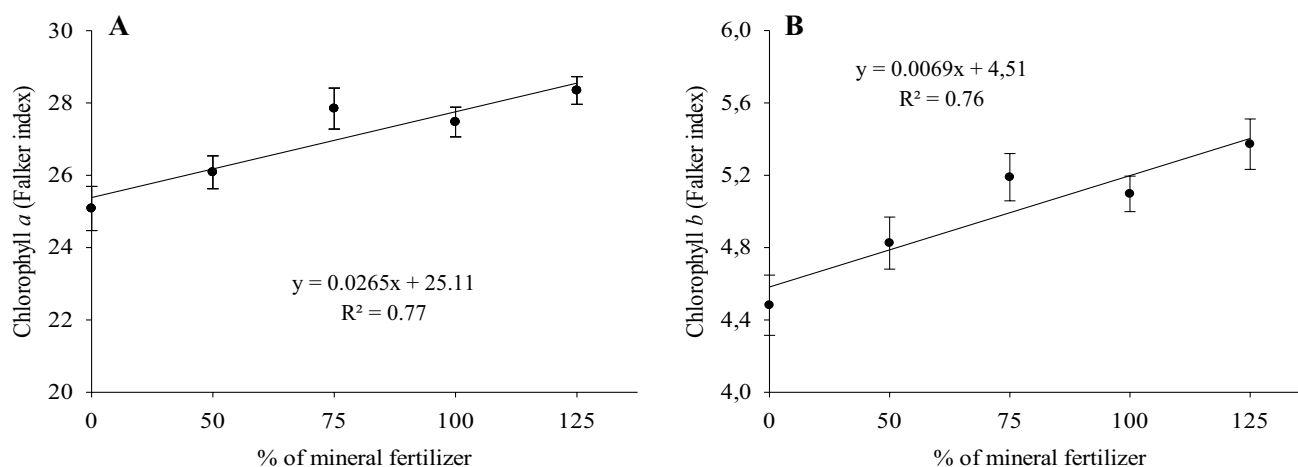 A
Chlorophyll a (Falker index)
30
28
26
24
22
20
y = 0.0265x + 25.11
R² = 0.77
0 50 75 100 125
% of mineral fertilizer
B
Chlorophyll b (Falker index)
6,0
5,6
5,2
4,8
4,4
4,0
y = 0.0069x + 4,51
R² = 0.76
0 50 75 100 125
% of mineral fertilizer